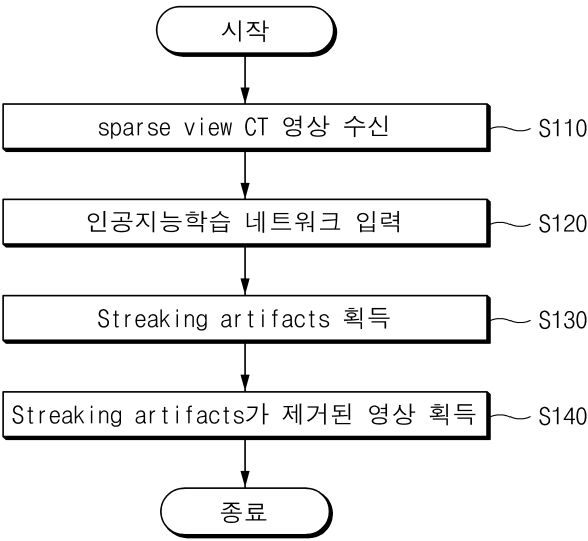 시작
sparse view CT 영상 수신
S110
인공지능학습 네트워크 입력
S120
Streaking artifacts 획득
S130
Streaking artifacts가 제거된 영상 획득
S140
종료